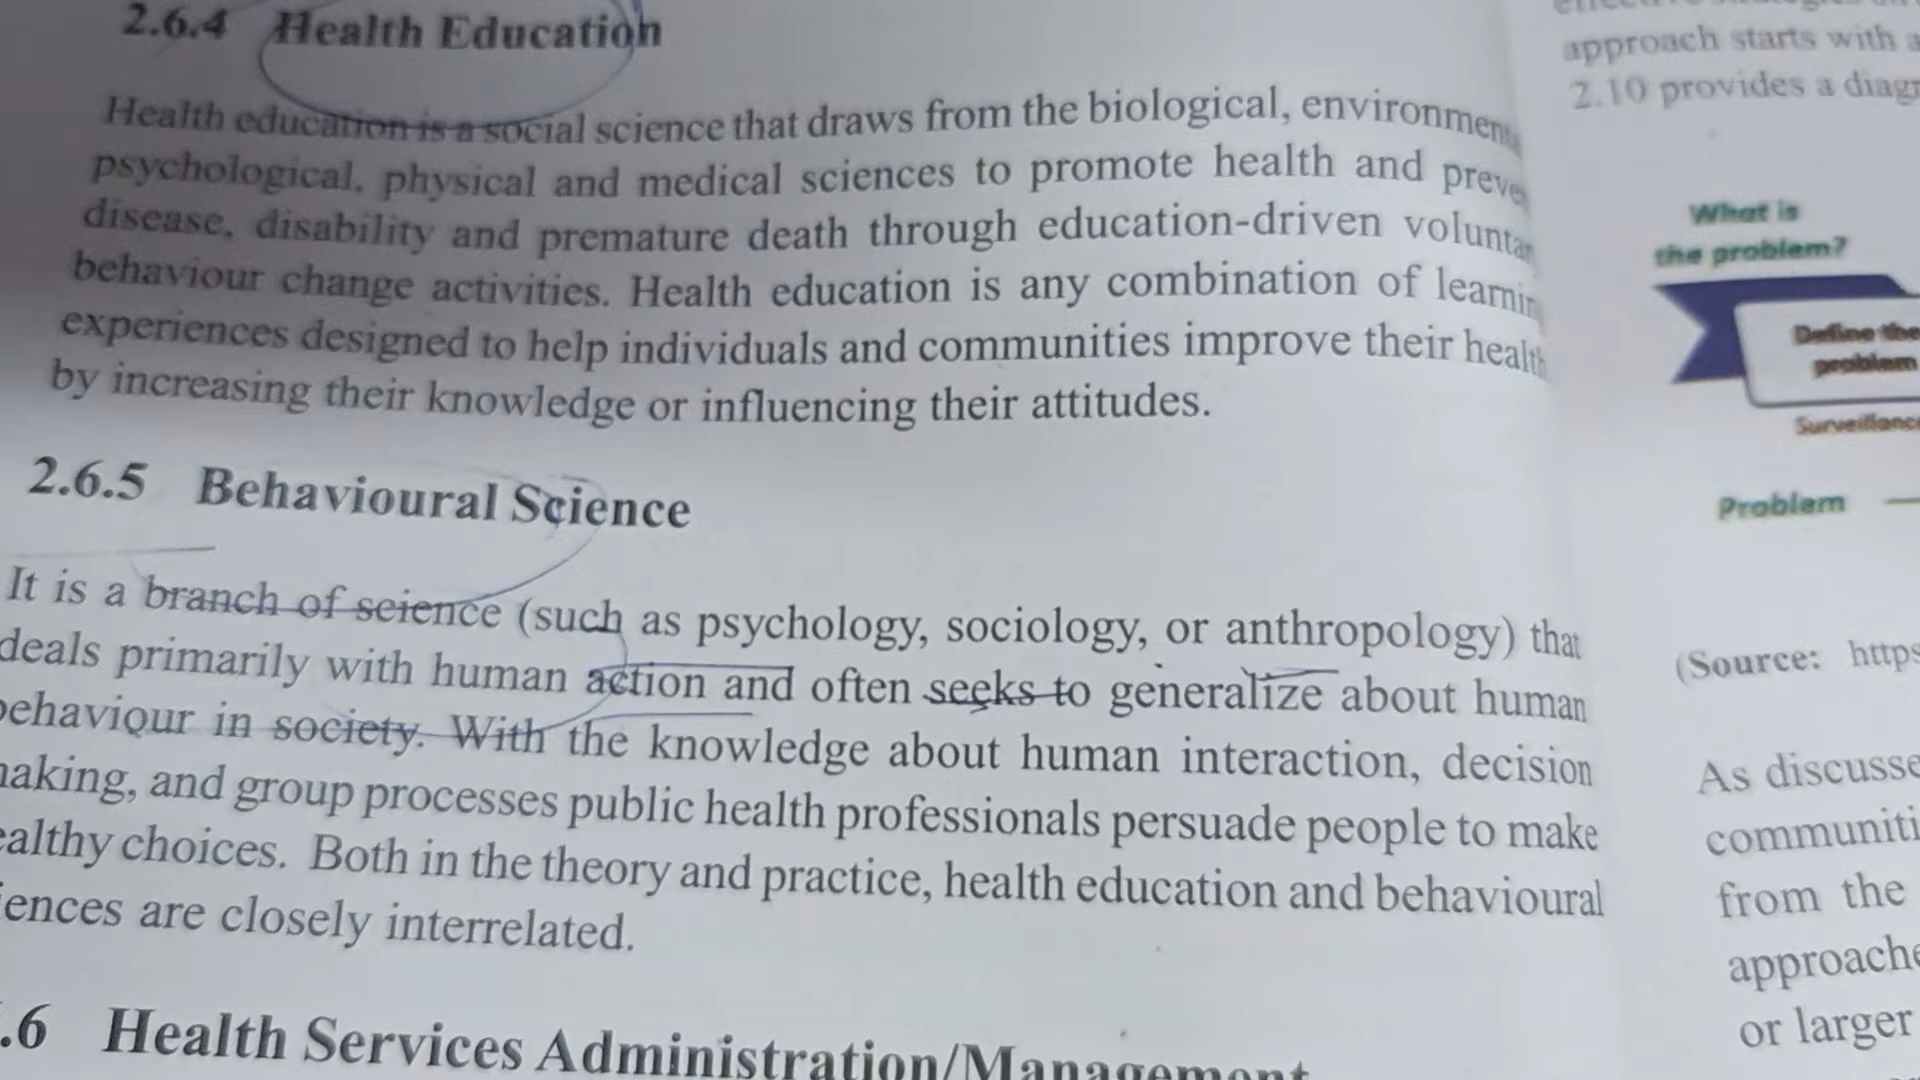 2.6.4 Health Education
Health education is a social science that draws from the biological, environmen
psychological, physical and medical sciences to promote health and preve
disease, disability and premature death through education-driven voluntar
behaviour change activities. Health education is any combination of learnin
experiences designed to help individuals and communities improve their health
by increasing their knowledge or influencing their attitudes.
2.6.5 Behavioural Science
It is a branch of science (such as psychology, sociology, or anthropology) that
deals primarily with human action and often seeks to generalize about human
behaviour in society. With the knowledge about human interaction, decision
making, and group processes public health professionals persuade people to make
ealthy choices. Both in the theory and practice, health education and behavioural
iences are closely interrelated.
.6 Health Services Administration/Management
approach starts with a
2.10 provides a diagr
What is
the problem?
Define the
problem
Surveillance
Problem
(Source: https
As discusse
communiti
from the
approache
or larger